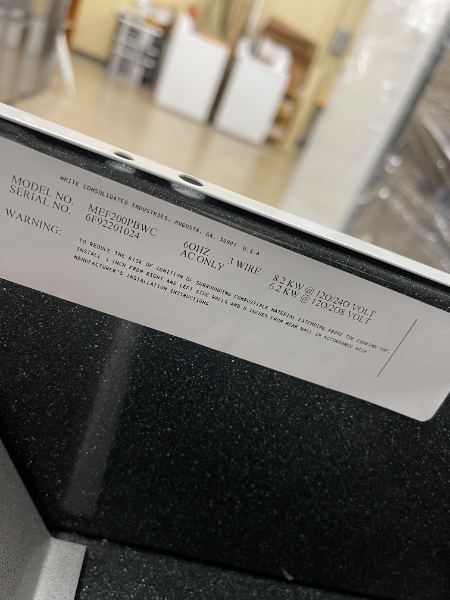 WHITE CONSOLIDATED INDUSTRIES, AUGUSTA, GA. 30901 U.S.A
MODEL NO. MEF200PBWC 60HZ 3 WIRE 8.2 KW @ 120/240 VOLT
SERIAL NO. 6F92201024 AC ONLY 6.2 KW @ 120/208 VOLT
WARNING: TO REDUCE THE RISK OF IGNITION OF SURROUNDING COMBUSTIBLE MATERIAL EXTENDING ABOVE THE COOKING TOP,
INSTALL 1 INCH FROM RIGHT AND LEFT SIDE WALLS AND 0 INCHES FROM REAR WALL IN ACCORDANCE WITH
MANUFACTURER'S INSTALLATION INSTRUCTIONS.